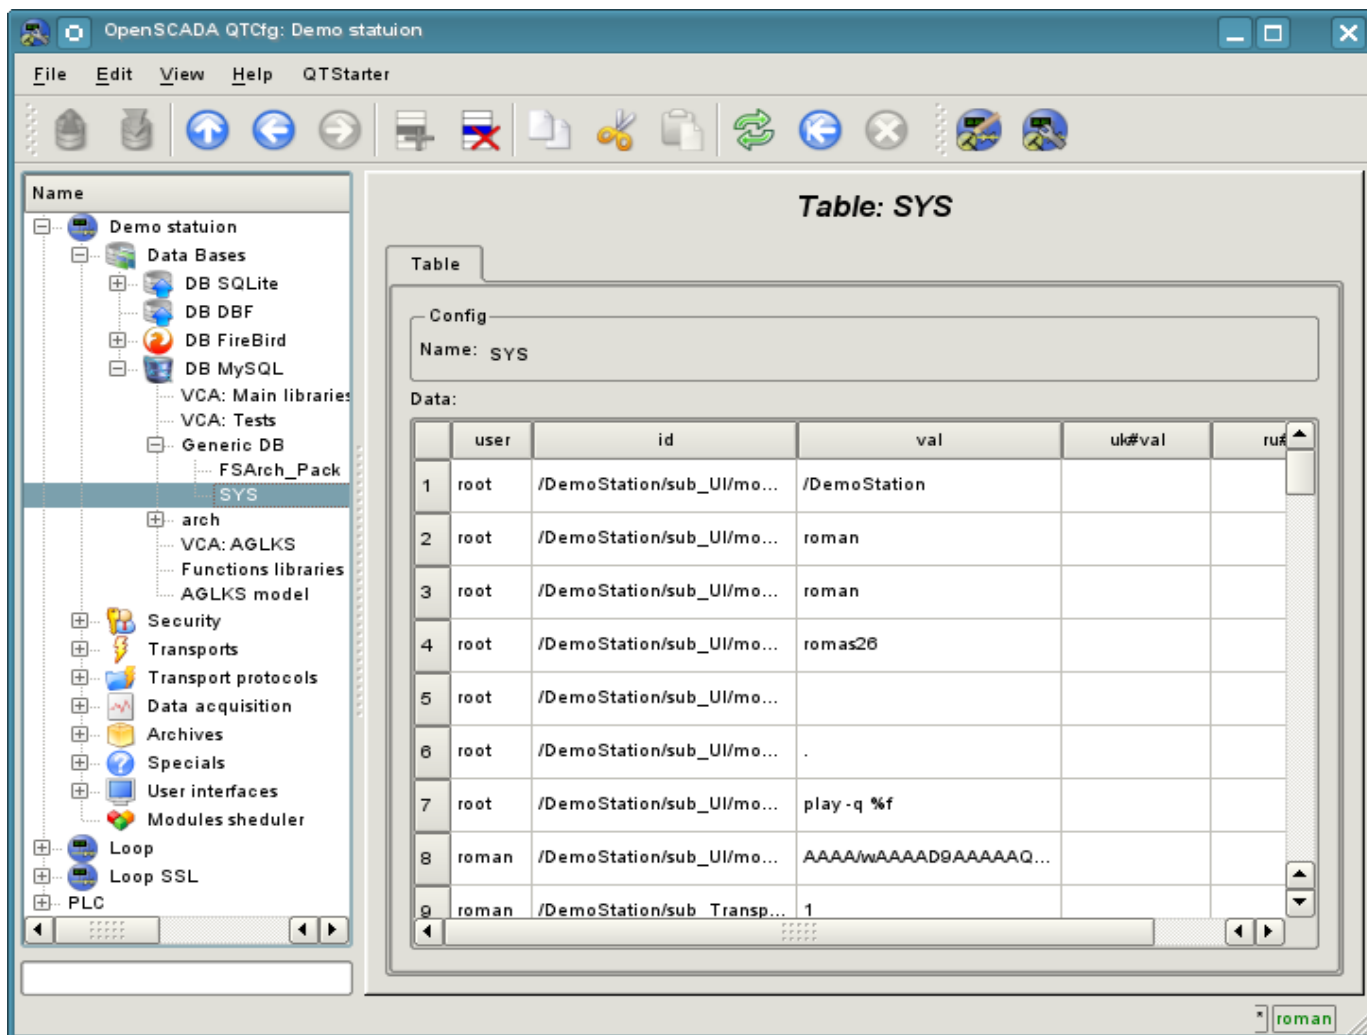 OpenSCADA QTCfg: Demo statuion
File Edit View Help QTStarter
Name
Demo statuion
Data Bases
DB SQLite
DB DBF
DB FireBird
DB MySQL
VCA: Main libraries
VCA: Tests
Generic DB
FSArch_Pack
SYS
arch
VCA: AGLKS
Functions libraries
AGLKS model
Security
Transports
Transport protocols
Data acquisition
Archives
Specials
User interfaces
Modules sheduler
Loop
Loop SSL
PLC
Table: SYS
Table
Config
Name: SYS
Data:
user id val uk#val ru#
1 root /DemoStation/sub_UI/mo... /DemoStation
2 root /DemoStation/sub_UI/mo... roman
3 root /DemoStation/sub_UI/mo... roman
4 root /DemoStation/sub_UI/mo... romas26
5 root /DemoStation/sub_UI/mo...
6 root /DemoStation/sub_UI/mo... .
7 root /DemoStation/sub_UI/mo... play -q %f
8 roman /DemoStation/sub_UI/mo... AAAA/wAAAAD9AAAAAQ...
9 roman /DemoStation/sub_Transp... 1
* roman